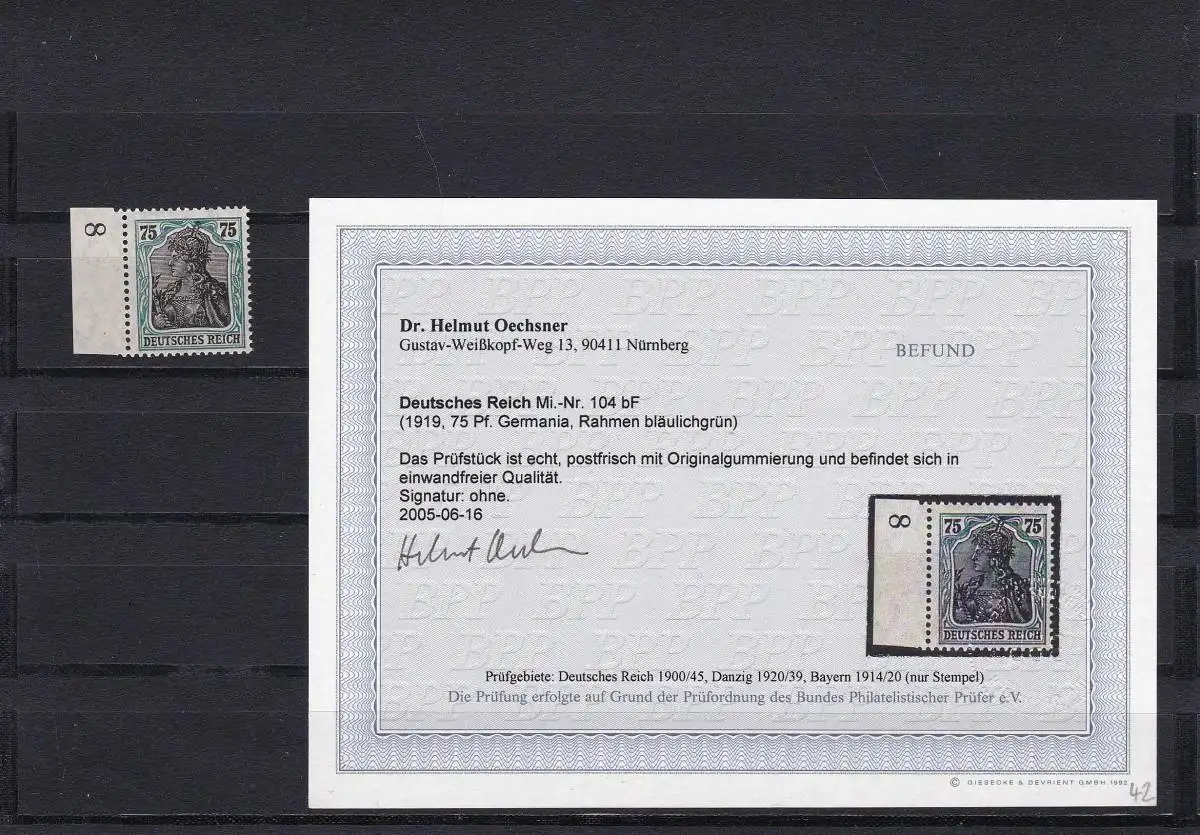 8
75 75
DEUTSCHES REICH
Dr. Helmut Oechsner
Gustav-Weißkopf-Weg 13, 90411 Nürnberg
BEFUND
Deutsches Reich Mi.-Nr. 104 bF
(1919, 75 Pf. Germania, Rahmen bläulichgrün)
Das Prüfstück ist echt, postfrisch mit Originalgummierung und befindet sich in
einwandfreier Qualität.
Signatur: ohne.
2005-06-16
Helmut Oechsner
8
75 75
DEUTSCHES REICH
Prüfgebiete: Deutsches Reich 1900/45, Danzig 1920/39, Bayern 1914/20 (nur Stempel)
Die Prüfung erfolgte auf Grund der Prüfordnung des Bundes Philatelistischer Prüfer e.V.
© GIESECKE & DEVRIENT GMBH 1992
42